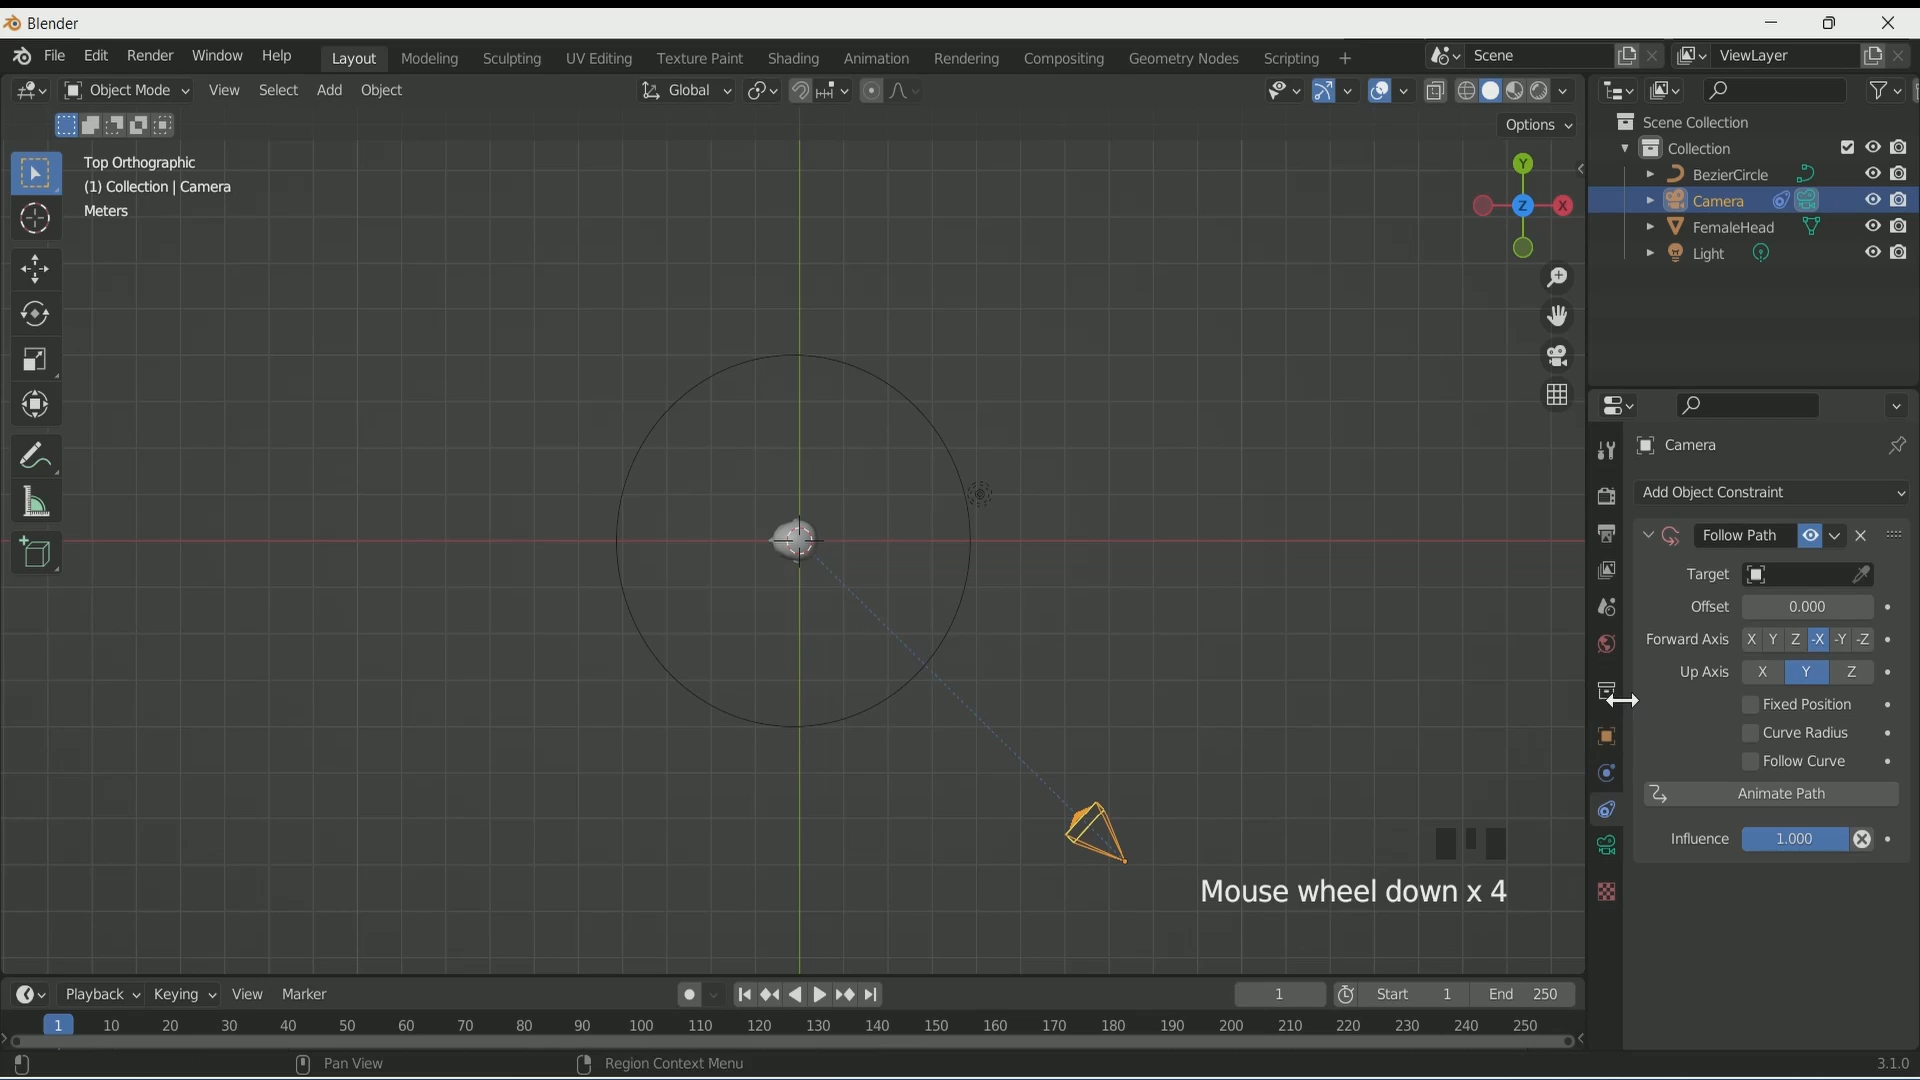 Blender
File Edit Render Window Help Layout Modeling Sculpting UV Editing Texture Paint Shading Animation Rendering Compositing Geometry Nodes Scripting + Scene ViewLayer
Object Mode View Select Add Object Global
Options
Top Orthographic
(1) Collection | Camera
Meters
Y
Z X
Scene Collection
Collection
BezierCircle
Camera
FemaleHead
Light
Camera
Add Object Constraint
Follow Path
Target
Offset 0.000
Forward Axis X Y Z -X -Y -Z
Up Axis X Y Z
Fixed Position
Curve Radius
Follow Curve
Animate Path
Influence 1.000
Mouse wheel down x 4
Playback Keying View Marker 1 Start 1 End 250
1 10 20 30 40 50 60 70 80 90 100 110 120 130 140 150 160 170 180 190 200 210 220 230 240 250
Pan View Region Context Menu 3.1.0